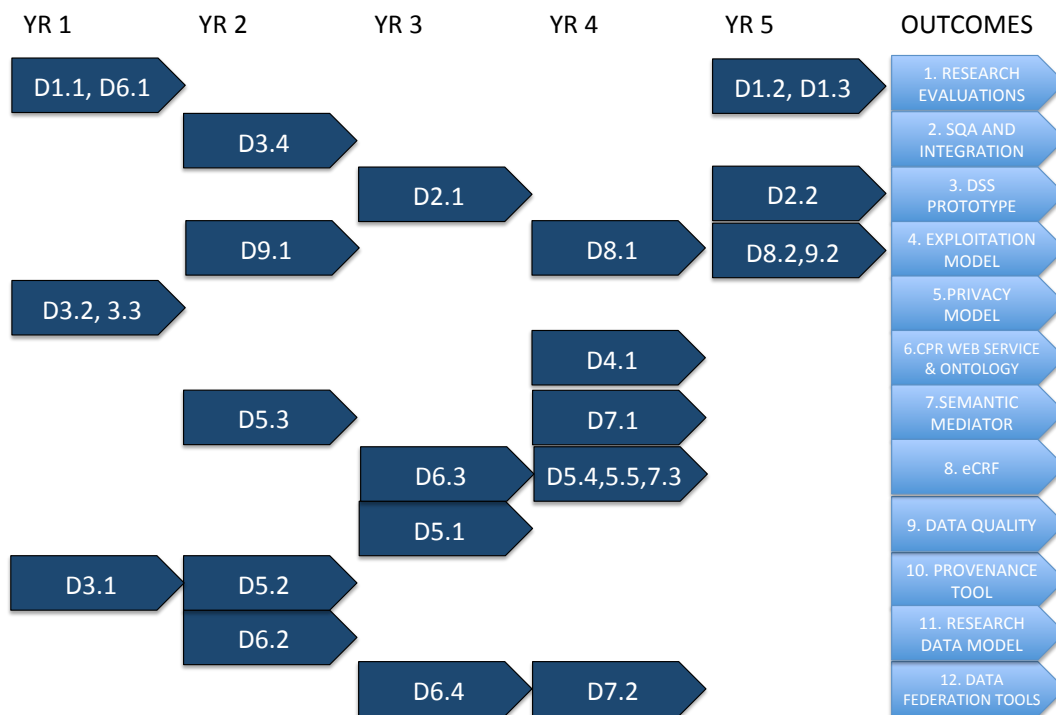 YR 1 YR 2 YR 3 YR 4 YR 5 OUTCOMES
D1.1, D6.1 D1.2, D1.3 1. RESEARCH
EVALUATIONS
D3.4 2. SQA AND
INTEGRATION
D2.1 D2.2 3. DSS
PROTOTYPE
D9.1 D8.1 D8.2,9.2 4. EXPLOITATION
MODEL
D3.2, 3.3 5.PRIVACY
MODEL
D4.1 6.CPR WEB SERVICE
& ONTOLOGY
D5.3 D7.1 7.SEMANTIC
MEDIATOR
D6.3 D5.4,5.5,7.3 8. eCRF
D5.1 9. DATA QUALITY
D3.1 D5.2 10. PROVENANCE
TOOL
D6.2 11. RESEARCH
DATA MODEL
D6.4 D7.2 12. DATA
FEDERATION TOOLS